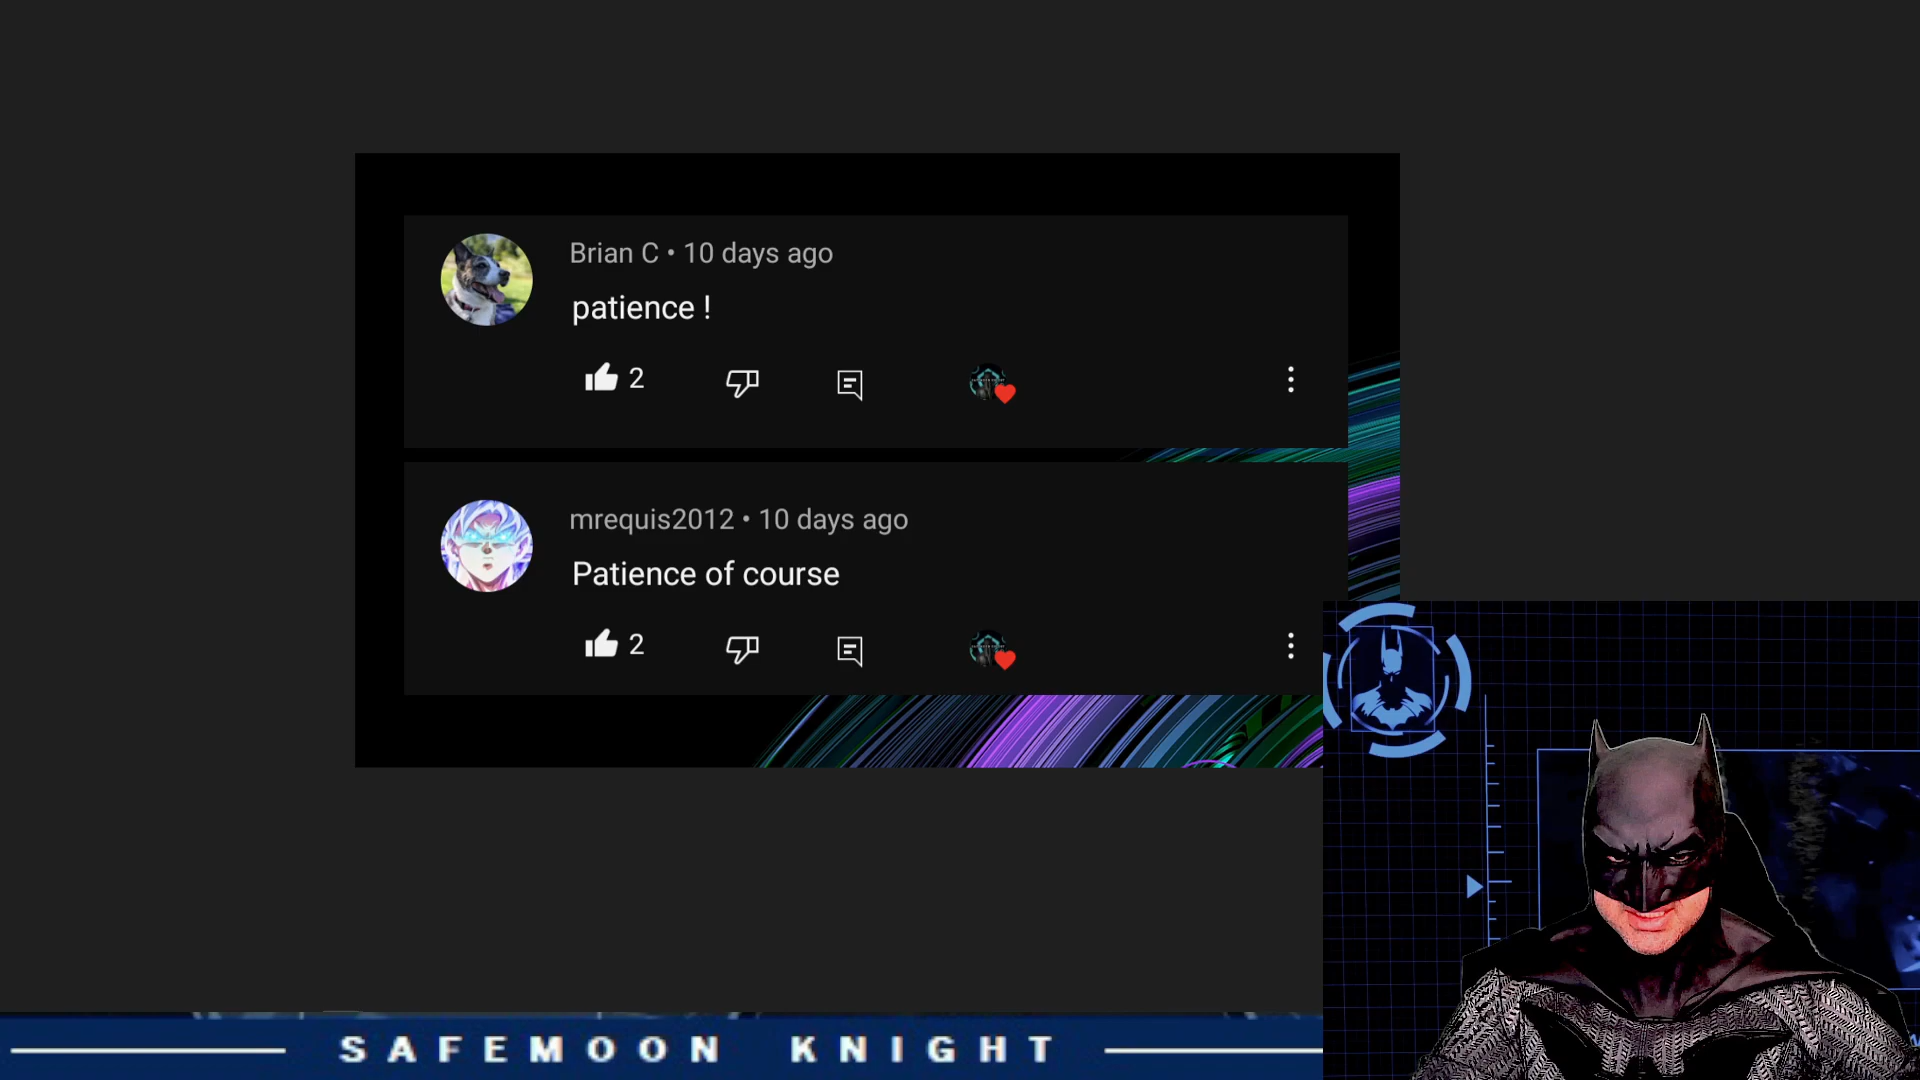 Brian C • 10 days ago
patience !
2
mrequis2012 • 10 days ago
Patience of course
2
SAFEMOON KNIGHT